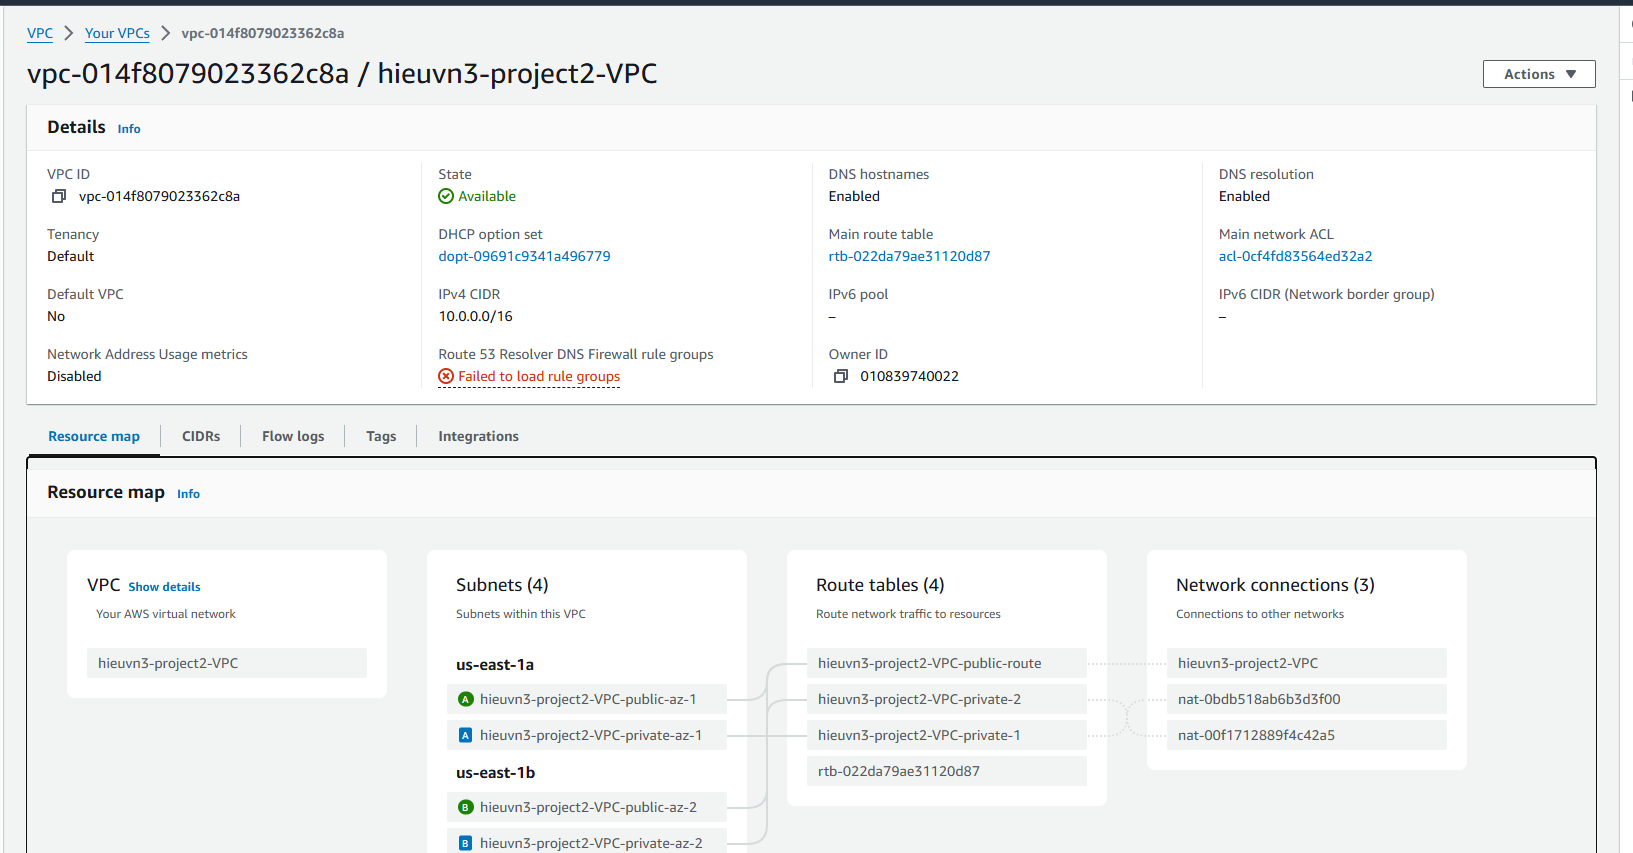 VPC > Your VPCs > vpc-014f8079023362c8a
vpc-014f8079023362c8a / hieuvn3-project2-VPC
Actions
Details Info
VPC ID
vpc-014f8079023362c8a
State
Available
DNS hostnames
Enabled
DNS resolution
Enabled
Tenancy
Default
DHCP option set
dopt-09691c9341a496779
Main route table
rtb-022da79ae31120d87
Main network ACL
acl-0cf4fd83564ed32a2
Default VPC
No
IPv4 CIDR
10.0.0.0/16
IPv6 pool
–
IPv6 CIDR (Network border group)
–
Network Address Usage metrics
Disabled
Route 53 Resolver DNS Firewall rule groups
Failed to load rule groups
Owner ID
010839740022
Resource map
CIDRs
Flow logs
Tags
Integrations
Resource map Info
VPC Show details
Your AWS virtual network
hieuvn3-project2-VPC
Subnets (4)
Subnets within this VPC
us-east-1a
A hieuvn3-project2-VPC-public-az-1
A hieuvn3-project2-VPC-private-az-1
us-east-1b
B hieuvn3-project2-VPC-public-az-2
B hieuvn3-project2-VPC-private-az-2
Route tables (4)
Route network traffic to resources
hieuvn3-project2-VPC-public-route
hieuvn3-project2-VPC-private-2
hieuvn3-project2-VPC-private-1
rtb-022da79ae31120d87
Network connections (3)
Connections to other networks
hieuvn3-project2-VPC
nat-0bdb518ab6b3d3f00
nat-00f1712889f4c42a5